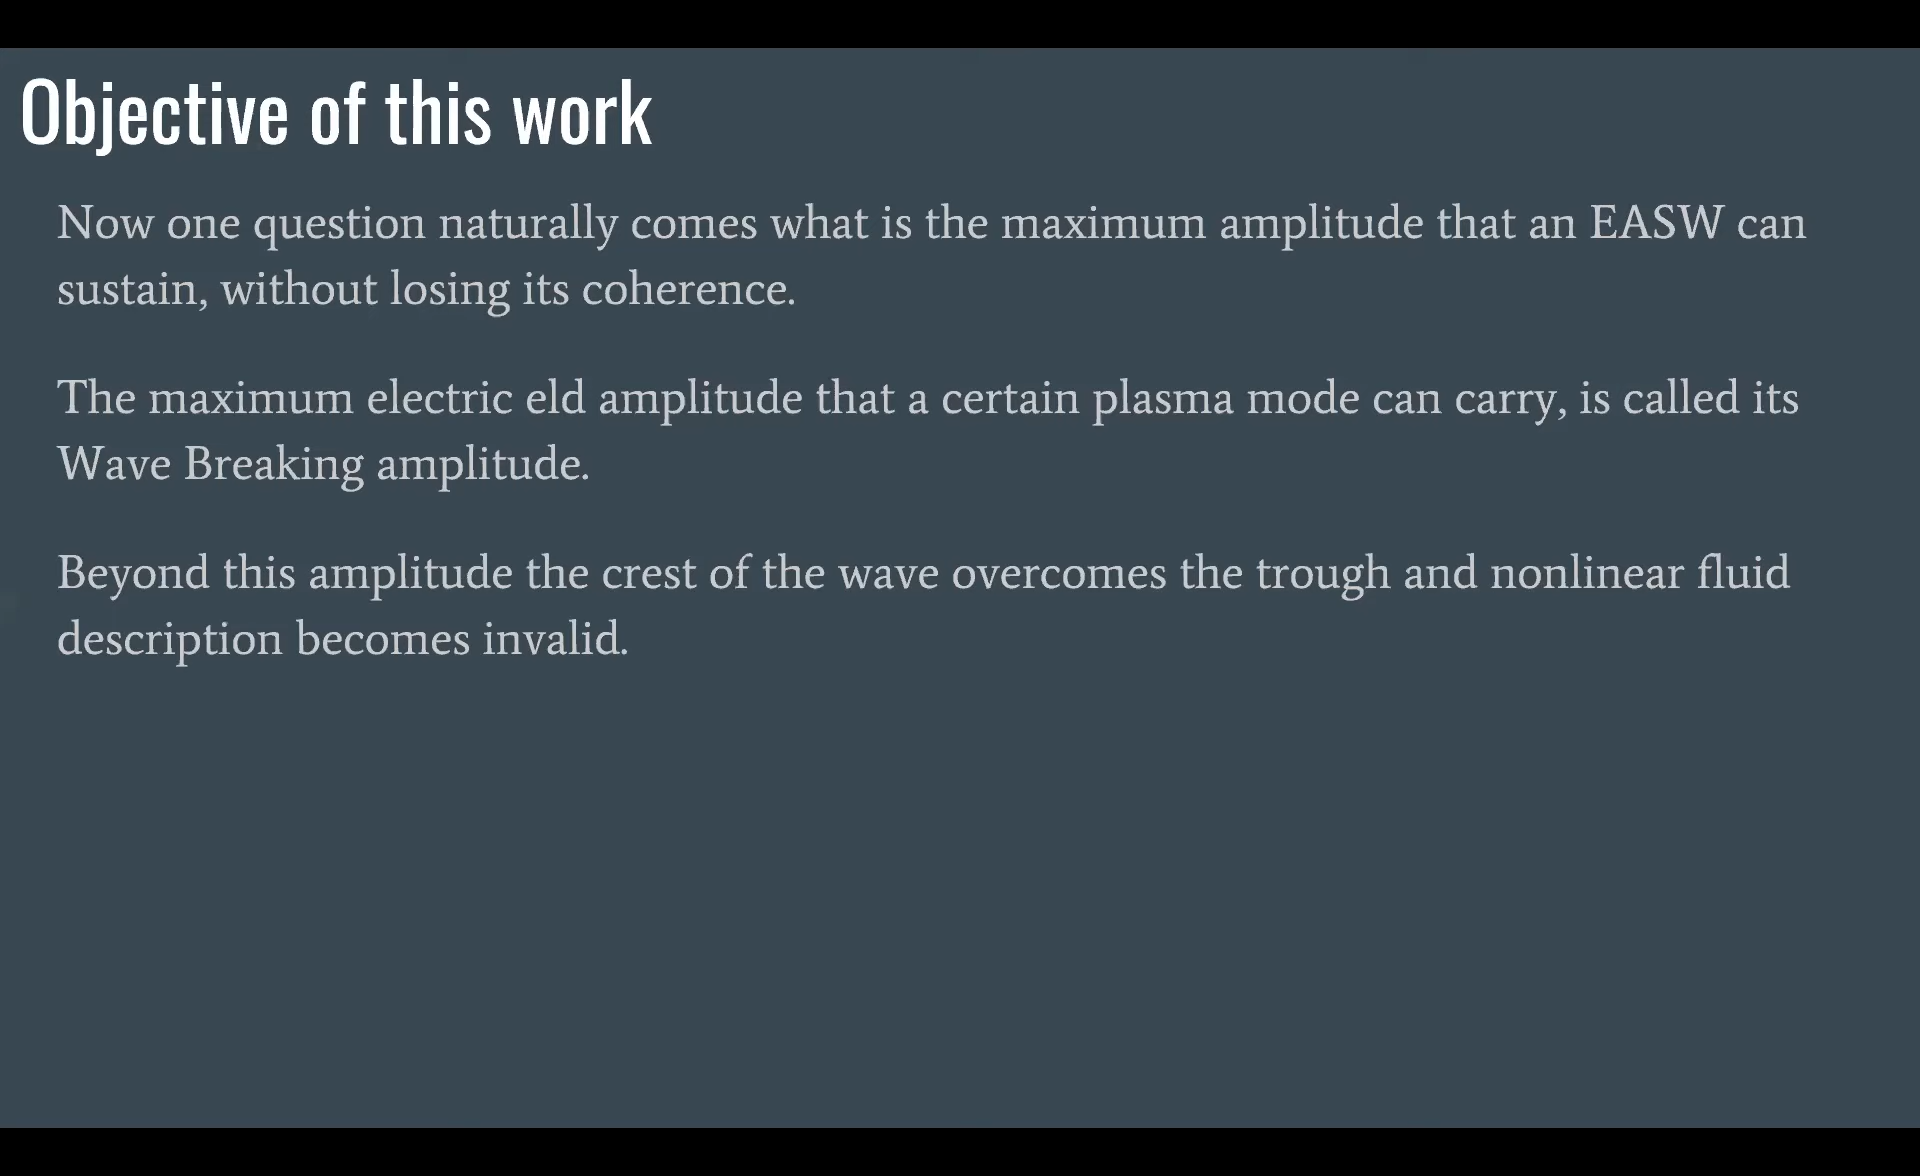 Objective of this work
Now one question naturally comes what is the maximum amplitude that an EASW can
sustain, without losing its coherence.
The maximum electric eld amplitude that a certain plasma mode can carry, is called its
Wave Breaking amplitude.
Beyond this amplitude the crest of the wave overcomes the trough and nonlinear fluid
description becomes invalid.